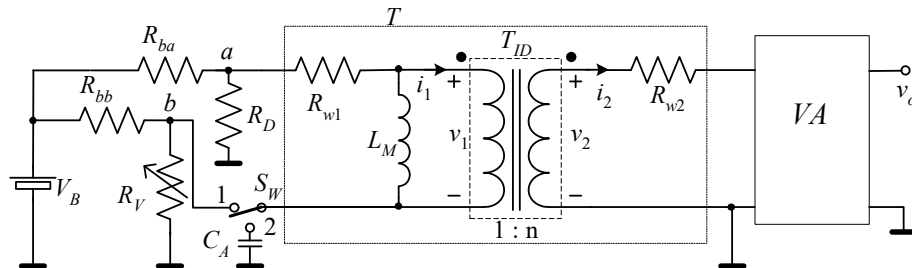 T
R_ba
a
T_ID
R_bb
b
R_w1
i_1
+
+
i_2
R_w2
v_o
R_D
L_M
v_1
v_2
VA
V_B
R_V
1
S_W
−
−
2
C_A
1 : n